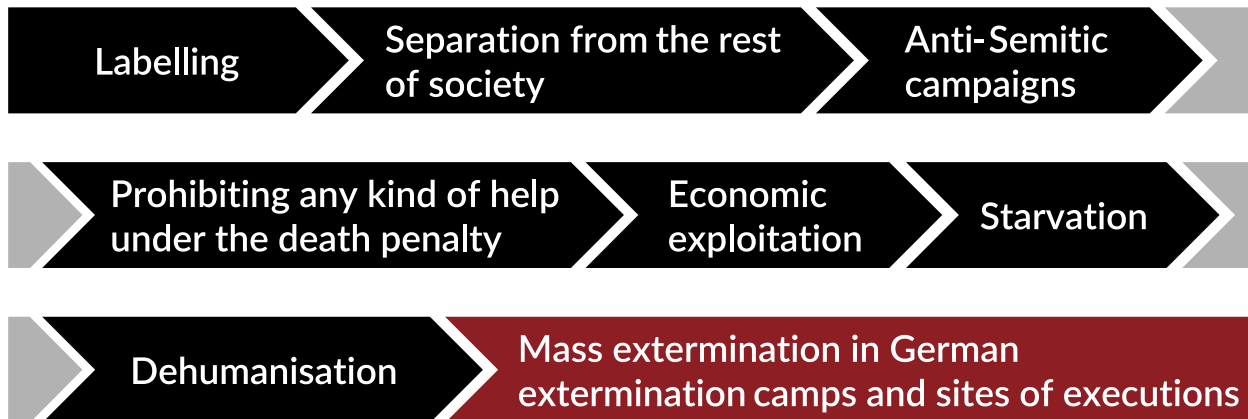 Labelling
Separation from the rest
of society
Anti-Semitic
campaigns
Prohibiting any kind of help
under the death penalty
Economic
exploitation
Starvation
Dehumanisation
Mass extermination in German
extermination camps and sites of executions